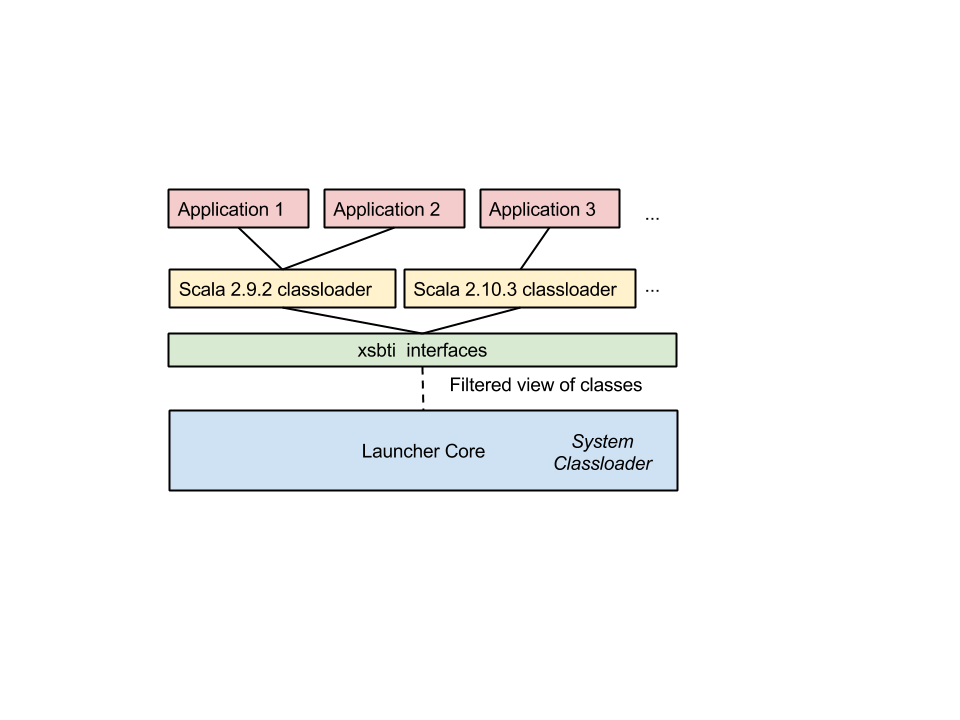 Application 1
Application 2
Application 3
...
Scala 2.9.2 classloader
Scala 2.10.3 classloader
...
xsbti interfaces
Filtered view of classes
Launcher Core
System
Classloader